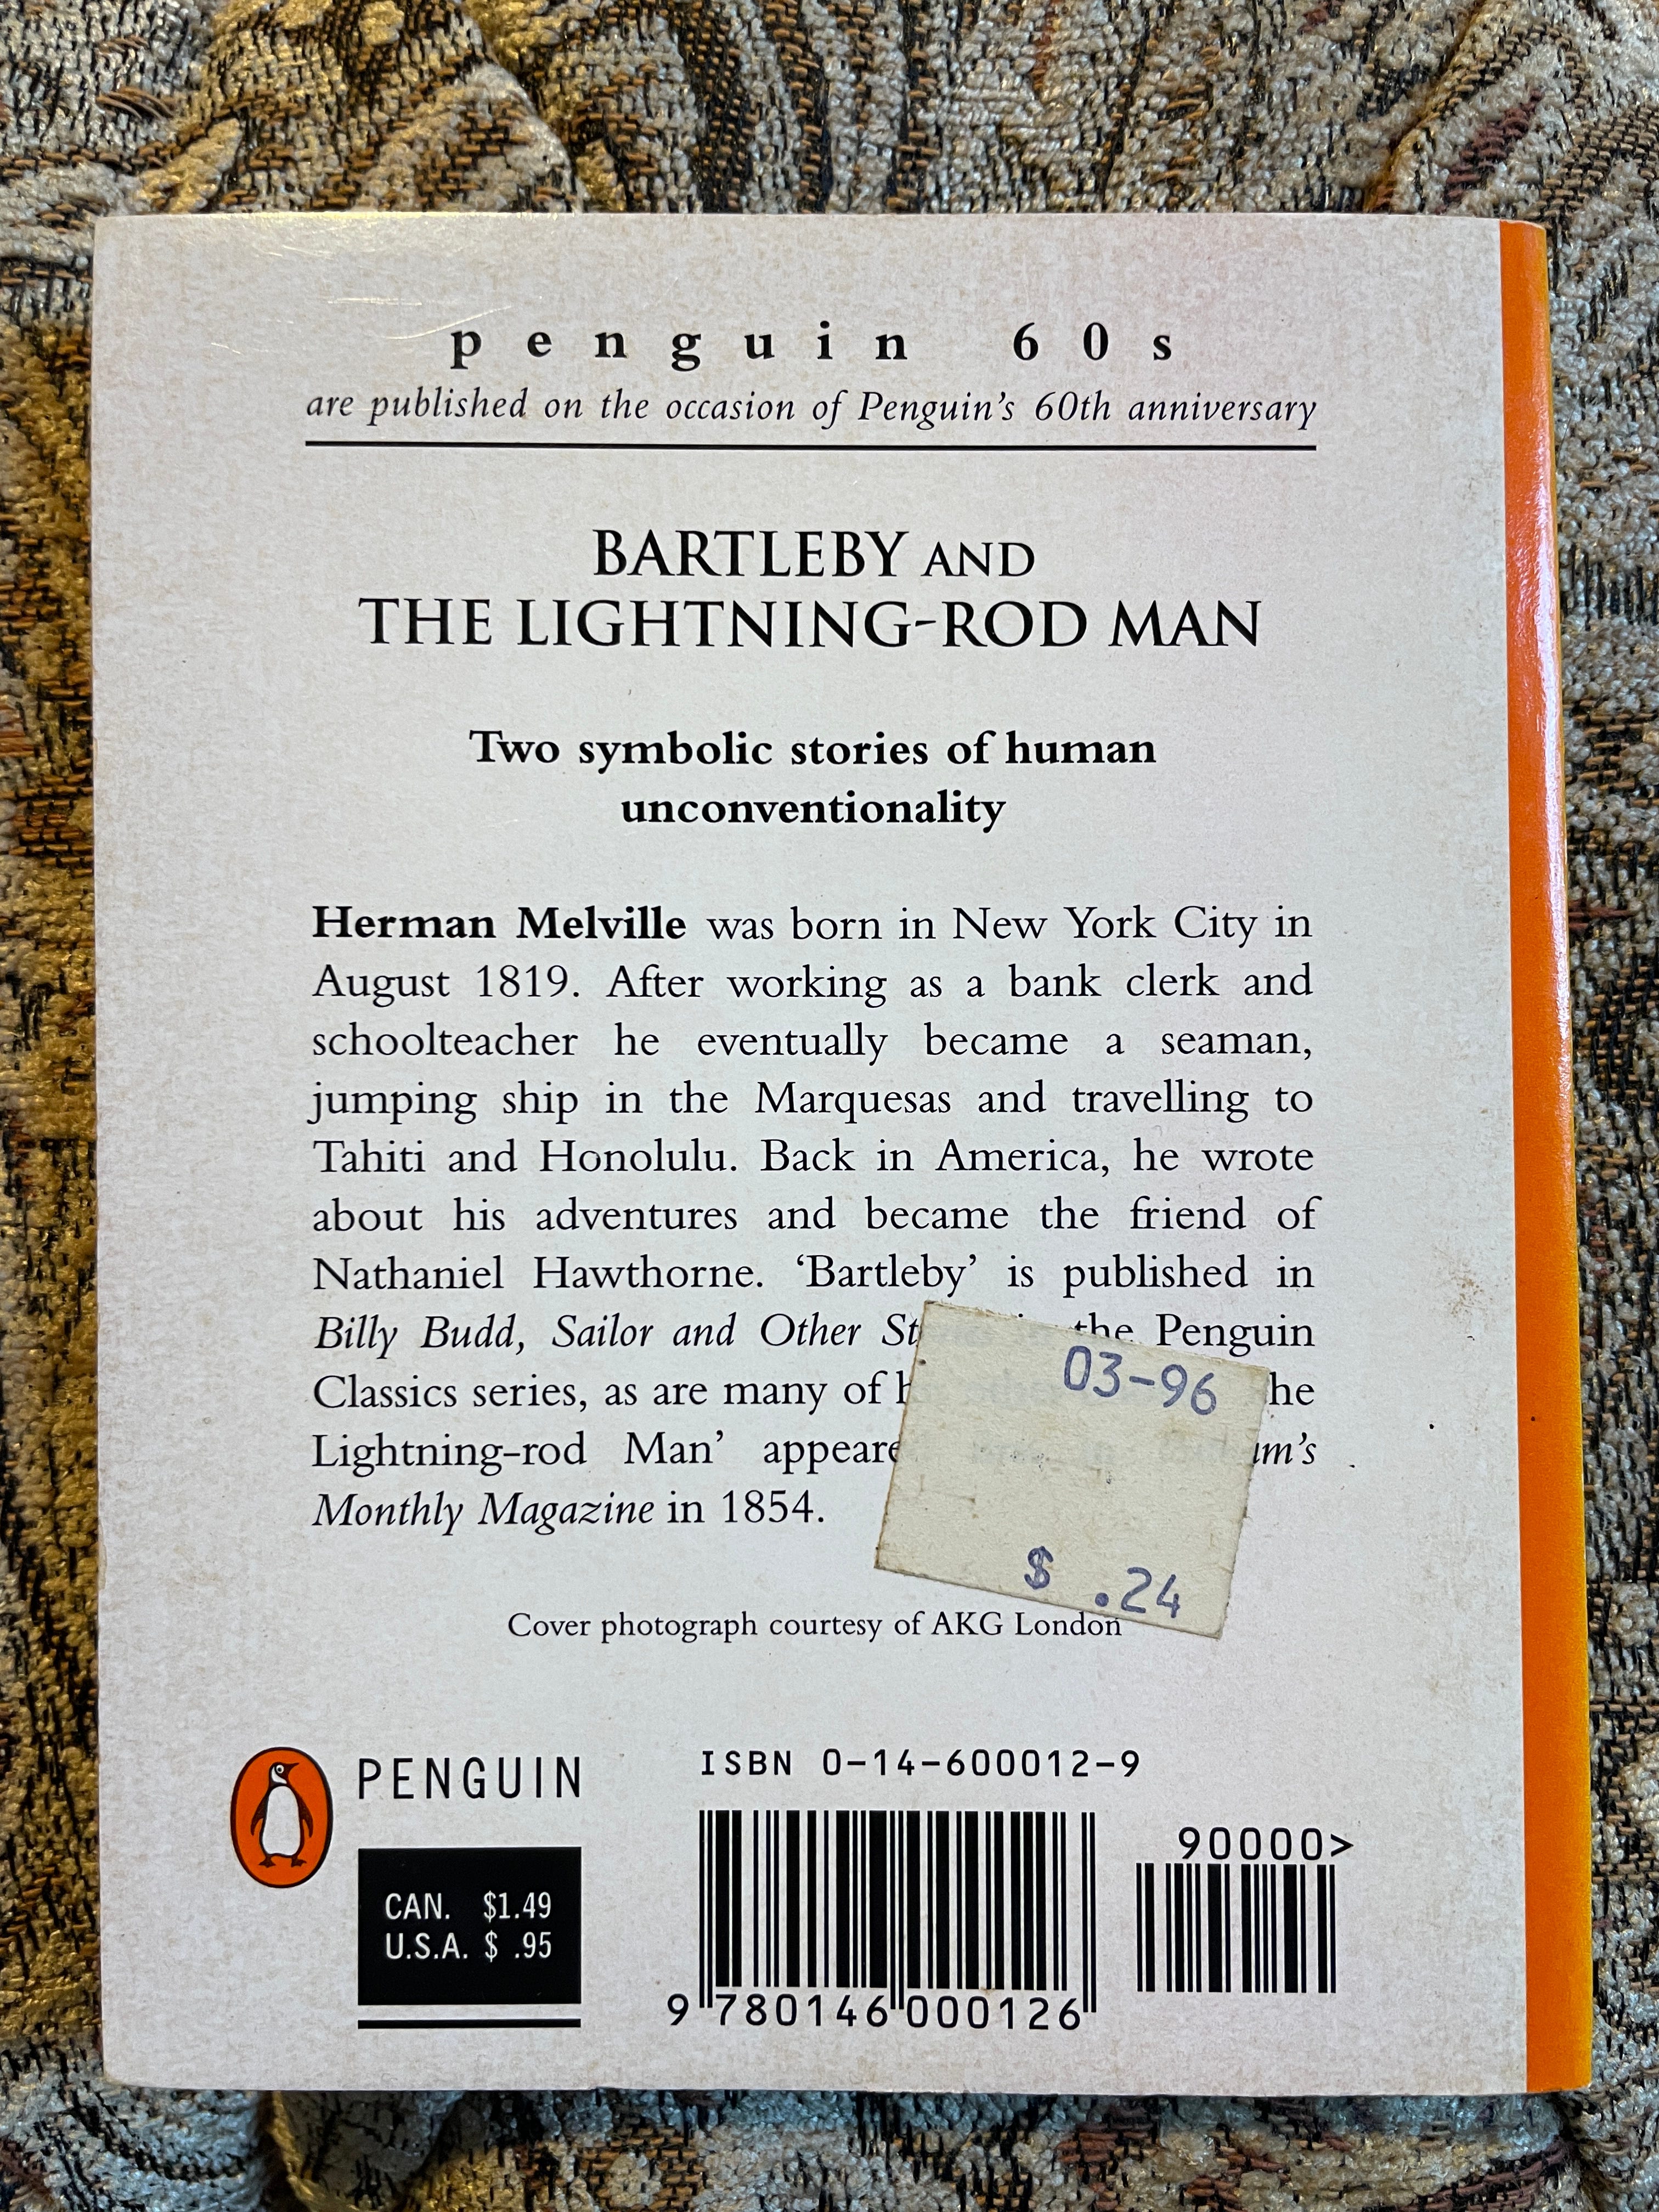 penguin 60s
are published on the occasion of Penguin's 60th anniversary
BARTLEBY AND
THE LIGHTNING-ROD MAN
Two symbolic stories of human
unconventionality
Herman Melville was born in New York City in
August 1819. After working as a bank clerk and
schoolteacher he eventually became a seaman,
jumping ship in the Marquesas and travelling to
Tahiti and Honolulu. Back in America, he wrote
about his adventures and became the friend of
Nathaniel Hawthorne. ‘Bartleby’ is published in
Billy Budd, Sailor and Other the Penguin
Classics series, as are many of
Lightning-rod Man’
Monthly Magazine in 1854.
03-96
$ .24
Cover photograph courtesy of AKG London
PENGUIN
CAN. $1.49
U.S.A. $ .95
ISBN 0-14-600012-9
90000>
9 780146 000126